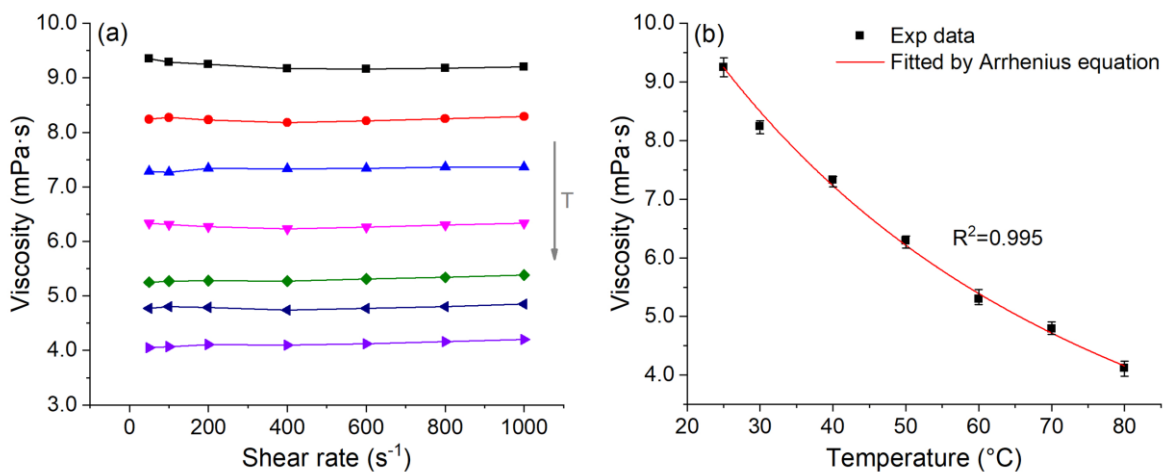 (a)
10.0
9.0
8.0
7.0
6.0
5.0
4.0
3.0
Viscosity (mPa·s)
T
0 200 400 600 800 1000
Shear rate (s⁻¹)
(b)
10.0
9.0
8.0
7.0
6.0
5.0
4.0
Viscosity (mPa·s)
Exp data
Fitted by Arrhenius equation
R²=0.995
20 30 40 50 60 70 80
Temperature (°C)